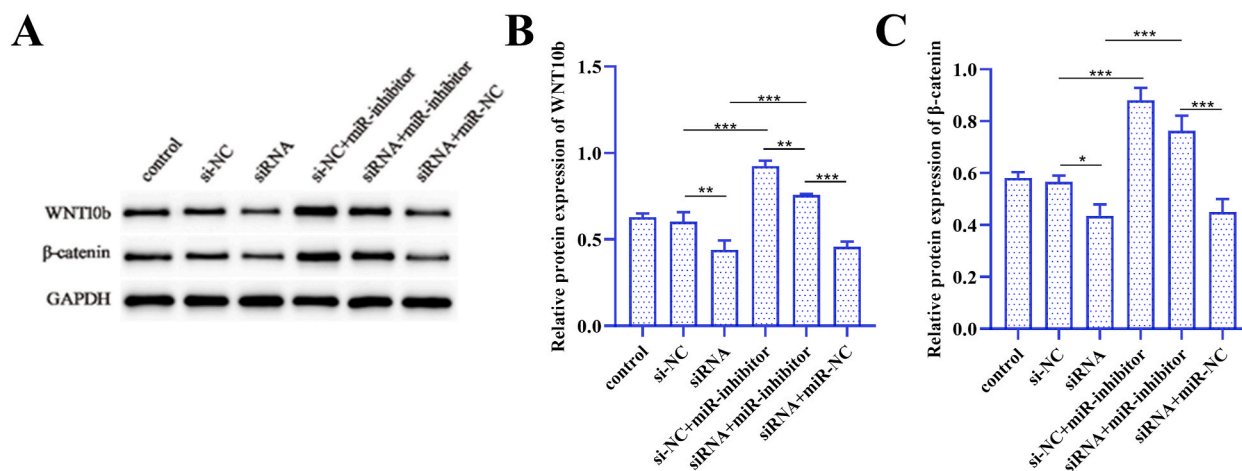 A
control
si-NC
siRNA
si-NC+miR-inhibitor
siRNA+miR-inhibitor
siRNA+miR-NC
WNT10b
β-catenin
GAPDH
B
Relative protein expression of WNT10b
1.5
1.0
0.5
0.0
***
***
**
**
***
control
si-NC
siRNA
si-NC+miR-inhibitor
siRNA+miR-inhibitor
siRNA+miR-NC
C
Relative protein expression of β-catenin
1.0
0.8
0.6
0.4
0.2
0.0
***
***
***
*
control
si-NC
siRNA
si-NC+miR-inhibitor
siRNA+miR-inhibitor
siRNA+miR-NC